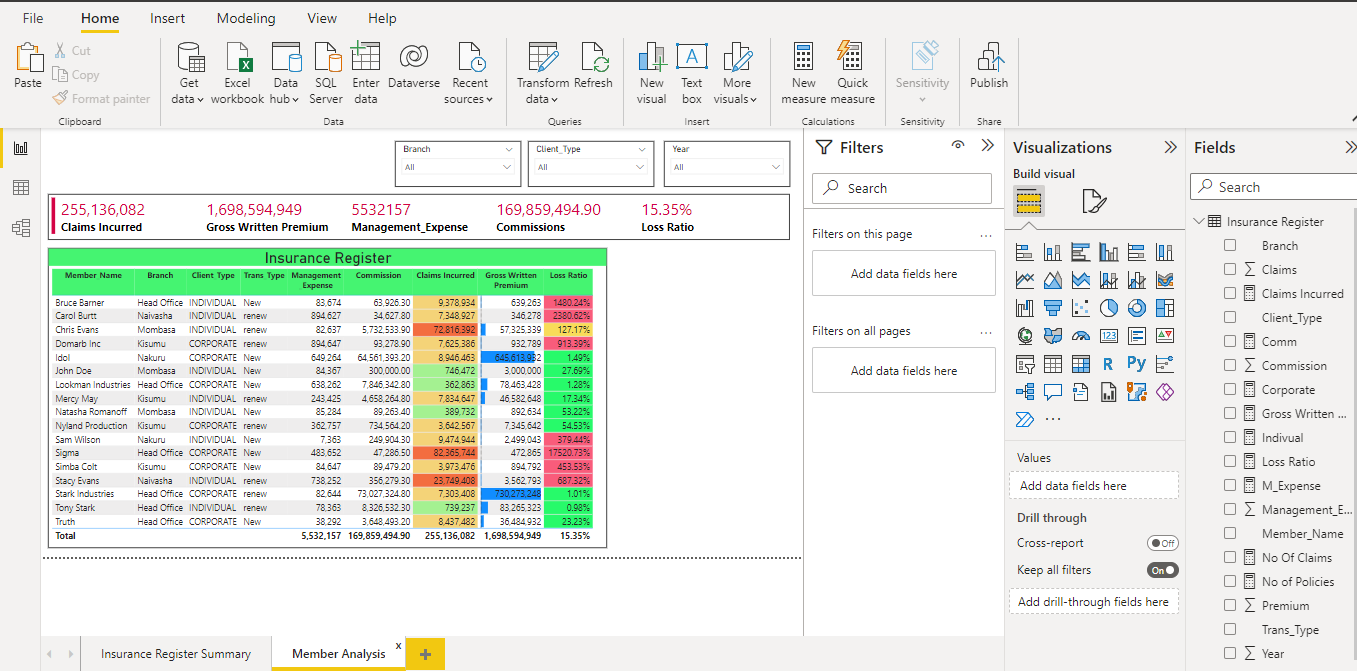 File Home Insert Modeling View Help
Paste
Cut
Copy
Format painter
Clipboard
Get data
Excel workbook
Data hub
SQL Server
Enter data
Dataverse
Recent sources
Data
Transform data
Refresh
Queries
New visual
Text box
More visuals
Insert
New measure
Quick measure
Calculations
Sensitivity
Sensitivity
Publish
Share
Branch
All
Client_Type
All
Year
All
255,136,082 1,698,594,949 5532157 169,859,494.90 15.35%
Claims Incurred Gross Written Premium Management_Expense Commissions Loss Ratio
Insurance Register
Member Name Branch Client Type Trans Type Management Expense Commission Claims Incurred Gross Written Premium Loss Ratio
Bruce Barner Head Office INDIVIDUAL New 83,674 63,926.30 9,378,934 639,263 1480.24%
Carol Burtt Naivasha INDIVIDUAL renew 894,627 34,627.80 7,348,927 346,278 2380.62%
Chris Evans Mombasa INDIVIDUAL renew 82,637 5,732,533.90 72,816,392 57,325,339 127.17%
Domarb Inc Kisumu CORPORATE renew 894,647 93,278.90 7,625,386 932,789 913.39%
Idol Nakuru CORPORATE New 649,264 64,561,393.20 8,946,463 645,613,932 1.49%
John Doe Mombasa INDIVIDUAL New 84,367 300,000.00 746,472 3,000,000 27.69%
Lookman Industries Head Office CORPORATE New 638,262 7,846,342.80 362,863 78,463,428 1.28%
Mercy May Kisumu INDIVIDUAL renew 243,425 4,658,264.80 7,834,647 46,582,648 17.34%
Natasha Romanoff Mombasa INDIVIDUAL New 85,284 89,263.40 389,732 892,634 53.22%
Nyland Production Kisumu CORPORATE renew 362,757 734,564.20 3,642,567 7,345,642 54.53%
Sam Wilson Nakuru INDIVIDUAL New 7,363 249,904.30 9,474,944 2,499,043 379.44%
Sigma Head Office CORPORATE New 483,652 47,286.50 82,365,744 472,865 17520.73%
Simba Colt Kisumu CORPORATE New 84,647 89,479.20 3,973,476 894,792 453.53%
Stacy Evans Naivasha INDIVIDUAL renew 738,252 356,279.30 23,749,408 3,562,793 687.32%
Stark Industries Head Office CORPORATE renew 82,644 73,027,324.80 7,303,408 730,273,248 1.01%
Tony Stark Head Office INDIVIDUAL renew 78,363 8,326,532.30 739,237 83,265,323 0.98%
Truth Head Office CORPORATE New 38,292 3,648,493.20 8,437,482 36,484,932 23.23%
Total 5,532,157 169,859,494.90 255,136,082 1,698,594,949 15.35%
Insurance Register Summary
Member Analysis x
+
Filters
Search
Filters on this page ...
Add data fields here
Filters on all pages ...
Add data fields here
Visualizations
Build visual
123
R
Py
...
Values
Add data fields here
Drill through
Cross-report Off
Keep all filters On
Add drill-through fields here
Fields
Search
Insurance Register
Branch
Claims
Claims Incurred
Client_Type
Comm
Commission
Corporate
Gross Written ...
Indivual
Loss Ratio
M_Expense
Management_E...
Member_Name
No Of Claims
No of Policies
Premium
Trans_Type
Year